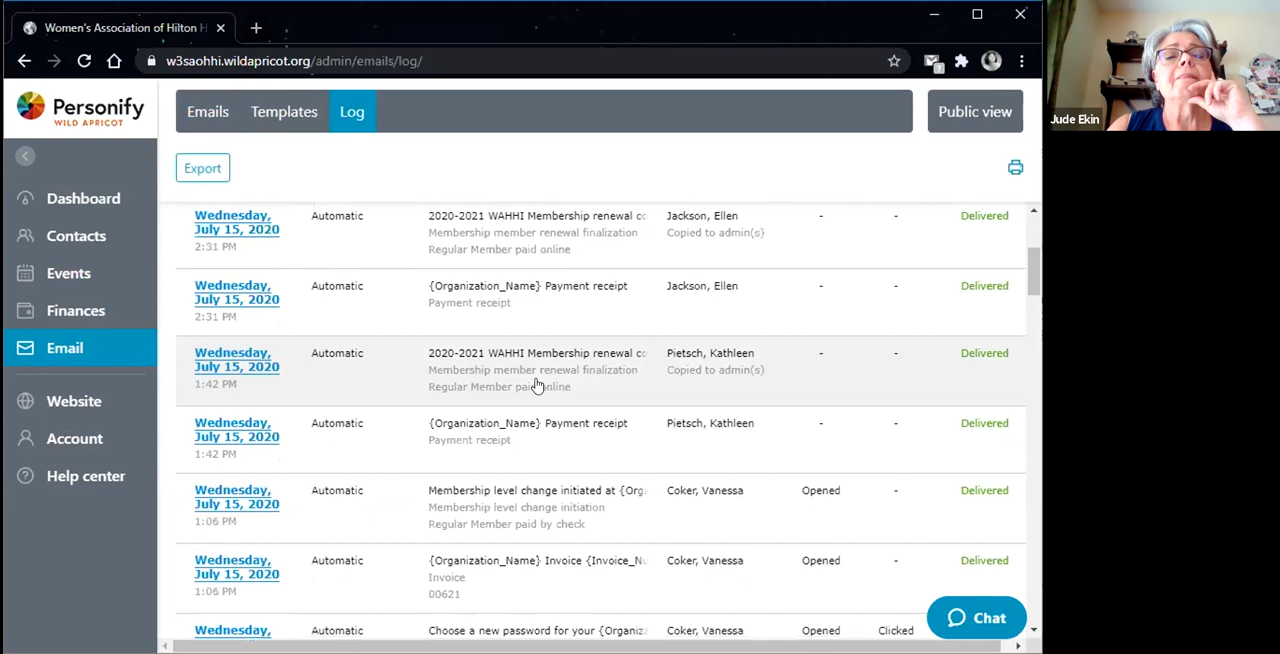 Women's Association of Hilton H
w3saohhi.wildapricot.org/admin/emails/log/
Personify
WILD APRICOT
Emails
Templates
Log
Public view
Jude Ekin
Export
Dashboard
Contacts
Events
Finances
Email
Website
Account
Help center
Wednesday, July 15, 2020
2:31 PM
Automatic
2020-2021 WAHHI Membership renewal co
Membership member renewal finalization
Regular Member paid online
Jackson, Ellen
Copied to admin(s)
-
-
Delivered
Wednesday, July 15, 2020
2:31 PM
Automatic
{Organization_Name} Payment receipt
Payment receipt
Jackson, Ellen
-
-
Delivered
Wednesday, July 15, 2020
1:42 PM
Automatic
2020-2021 WAHHI Membership renewal co
Membership member renewal finalization
Regular Member paid online
Pietsch, Kathleen
Copied to admin(s)
-
-
Delivered
Wednesday, July 15, 2020
1:42 PM
Automatic
{Organization_Name} Payment receipt
Payment receipt
Pietsch, Kathleen
-
-
Delivered
Wednesday, July 15, 2020
1:06 PM
Automatic
Membership level change initiated at {Orga
Membership level change initiation
Regular Member paid by check
Coker, Vanessa
Opened
-
Delivered
Wednesday, July 15, 2020
1:06 PM
Automatic
{Organization_Name} Invoice {Invoice_Nu
Invoice
00621
Coker, Vanessa
Opened
-
Delivered
Wednesday,
Automatic
Choose a new password for your {Organiza
Coker, Vanessa
Opened
Clicked
Chat